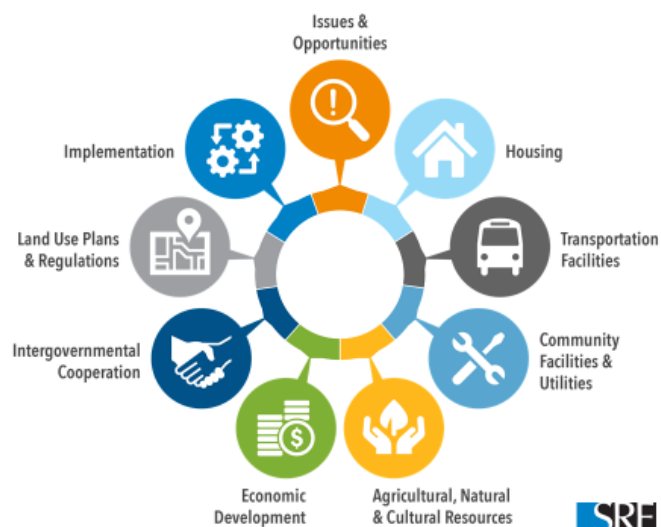 Issues &
Opportunities
Housing
Transportation
Facilities
Community
Facilities &
Utilities
Agricultural, Natural
& Cultural Resources
Economic
Development
Intergovernmental
Cooperation
Land Use Plans
& Regulations
Implementation
!
$
SRF